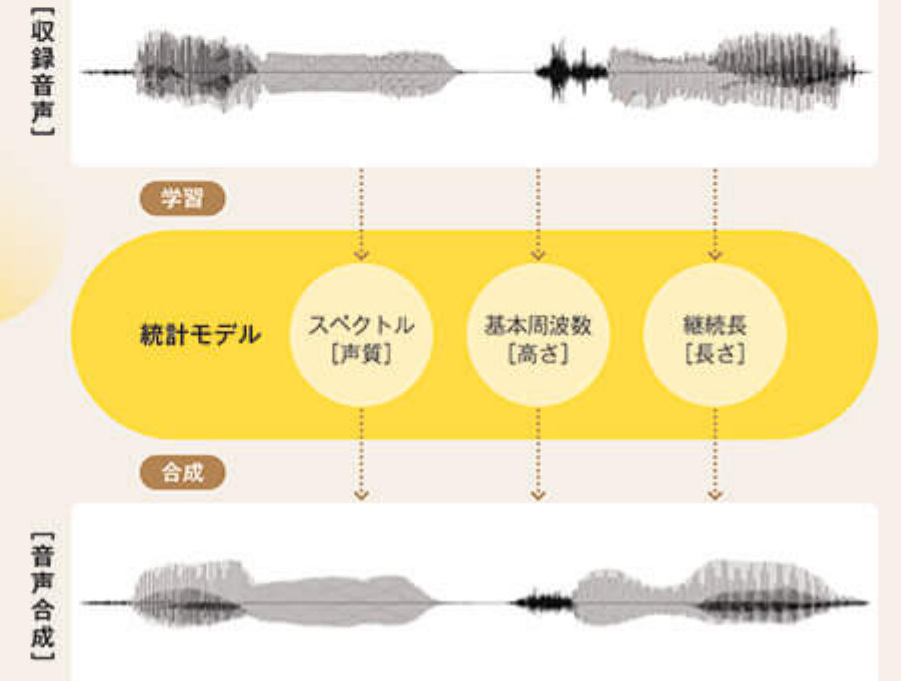 [収録音声]
学習
統計モデル
スペクトル
[声質]
基本周波数
[高さ]
継続長
[長さ]
合成
[音声合成]